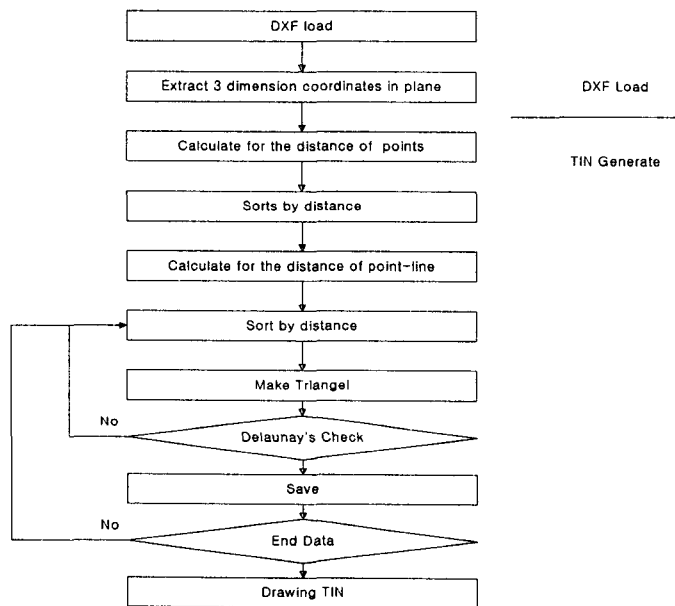 DXF load
Extract 3 dimension coordinates in plane
DXF Load
Calculate for the distance of points
TIN Generate
Sorts by distance
Calculate for the distance of point-line
Sort by distance
Make Triangel
No
Delaunay's Check
Save
No
End Data
Drawing TIN